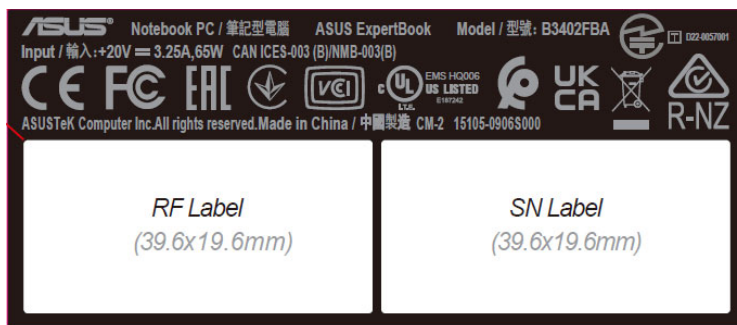 ASUS Notebook PC / 筆記型電腦 ASUS ExpertBook Model / 型號: B3402FBA
Input / 輸入:+20V ⎓ 3.25A,65W CAN ICES-003 (B)/NMB-003(B)
T D22-0057001
CE FC EAC VCI c UL US LISTED EMS HQ006 E187242 I.T.E. UK CA R-NZ
ASUSTeK Computer Inc.All rights reserved.Made in China / 中國製造 CM-2 15105-0906S000
RF Label
(39.6x19.6mm)
SN Label
(39.6x19.6mm)